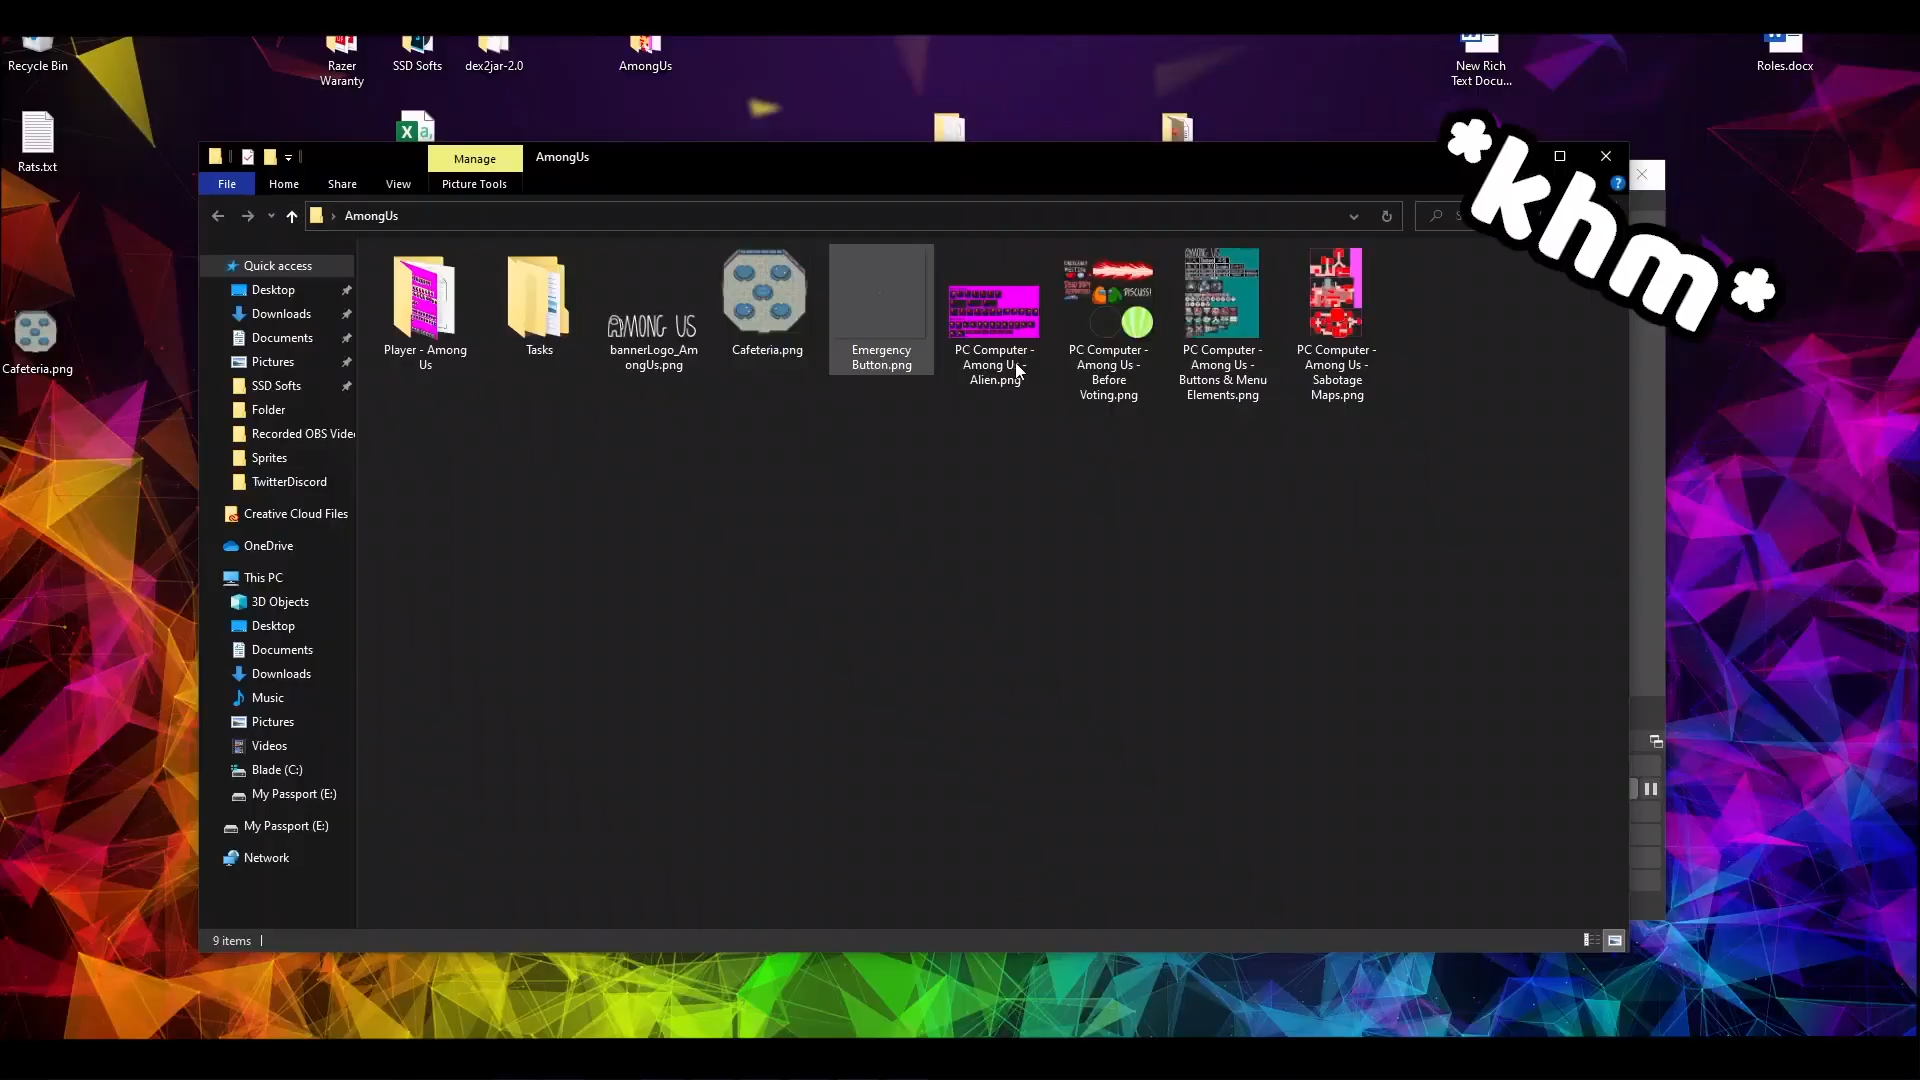 Recycle Bin
Razer
Waranty
SSD Softs
dex2jar-2.0
AmongUs
New Rich
Text Docu...
Roles.docx
Rats.txt
*khm*
Manage
AmongUs
File
Home
Share
View
Picture Tools
AmongUs
Cafeteria.png
Quick access
Desktop
Downloads
Documents
Pictures
SSD Softs
Folder
Recorded OBS Vide
Sprites
TwitterDiscord
Creative Cloud Files
OneDrive
This PC
3D Objects
Desktop
Documents
Downloads
Music
Pictures
Videos
Blade (C:)
My Passport (E:)
My Passport (E:)
Network
Player - Among
Us
Tasks
AMONG US
bannerLogo_Am
ongUs.png
Cafeteria.png
Emergency
Button.png
PC Computer -
Among Us -
Alien.png
DISCUSS!
PC Computer -
Among Us -
Before
Voting.png
AMONG US
PC Computer -
Among Us -
Buttons & Menu
Elements.png
PC Computer -
Among Us -
Sabotage
Maps.png
9 items